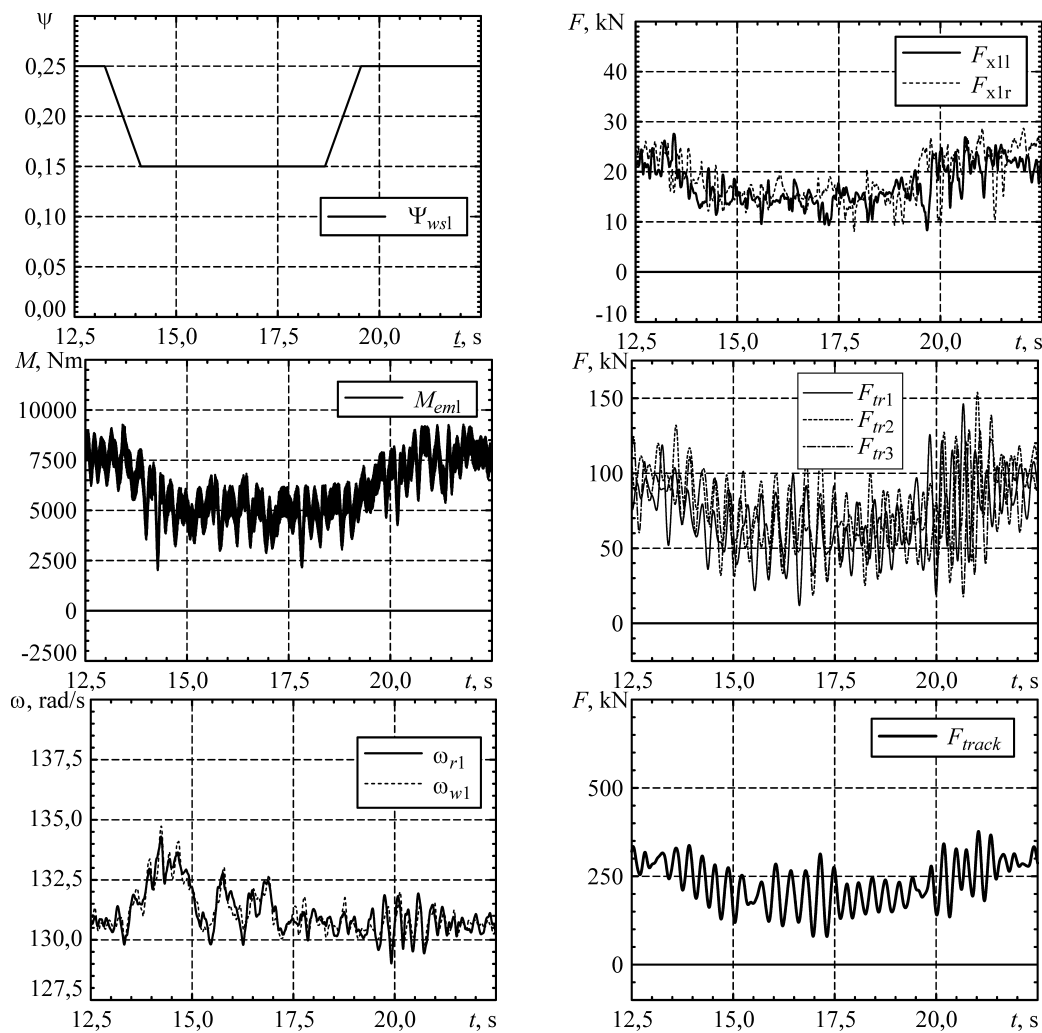 Ψ
0,25
0,20
0,15
0,10
0,05
0,00
12,5 15,0 17,5 20,0 t, s
Ψwsl
F, kN
40
30
20
10
0
-10
12,5 15,0 17,5 20,0 t, s
Fx1l
Fx1r
M, Nm
10000
7500
5000
2500
0
-2500
12,5 15,0 17,5 20,0 t, s
Meml
F, kN
150
100
50
0
12,5 15,0 17,5 20,0 t, s
Ftr1
Ftr2
Ftr3
ω, rad/s
137,5
135,0
132,5
130,0
127,5
12,5 15,0 17,5 20,0 t, s
ωr1
ωw1
F, kN
500
250
0
12,5 15,0 17,5 20,0 t, s
Ftrack